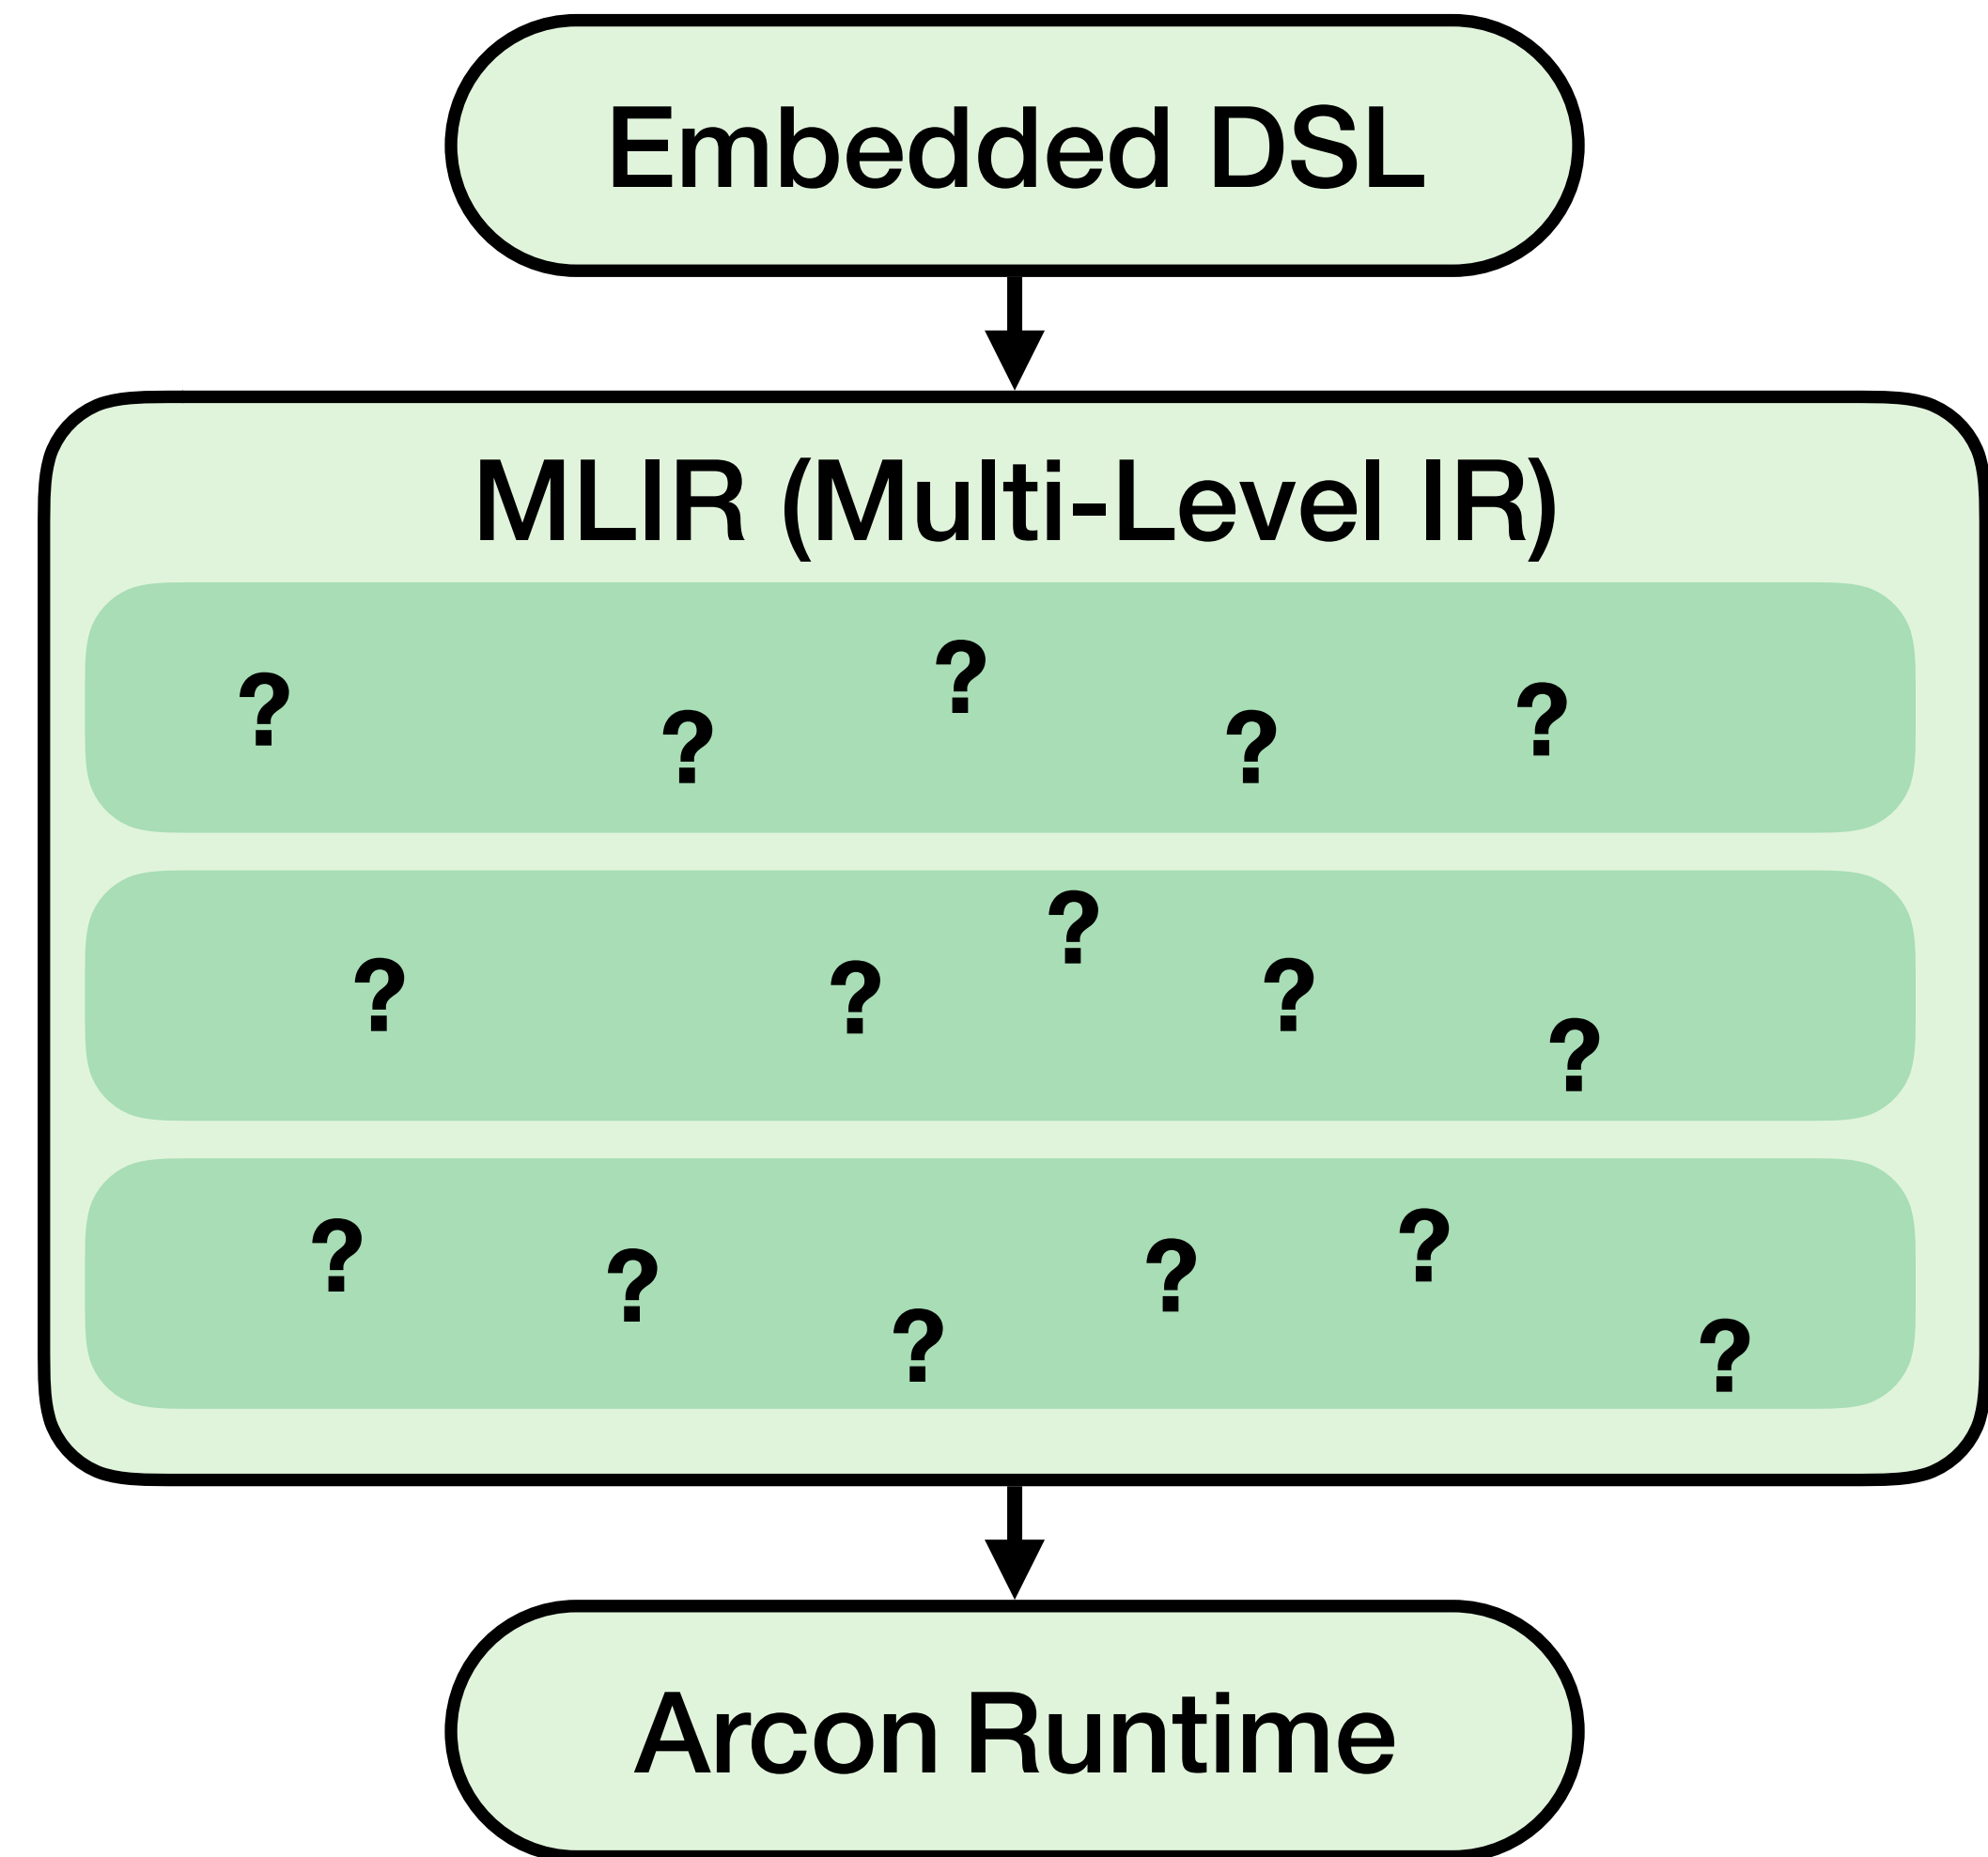 Embedded DSL
MLIR (Multi-Level IR)
? ? ? ? ?
? ? ? ? ?
? ? ? ? ? ?
Arcon Runtime